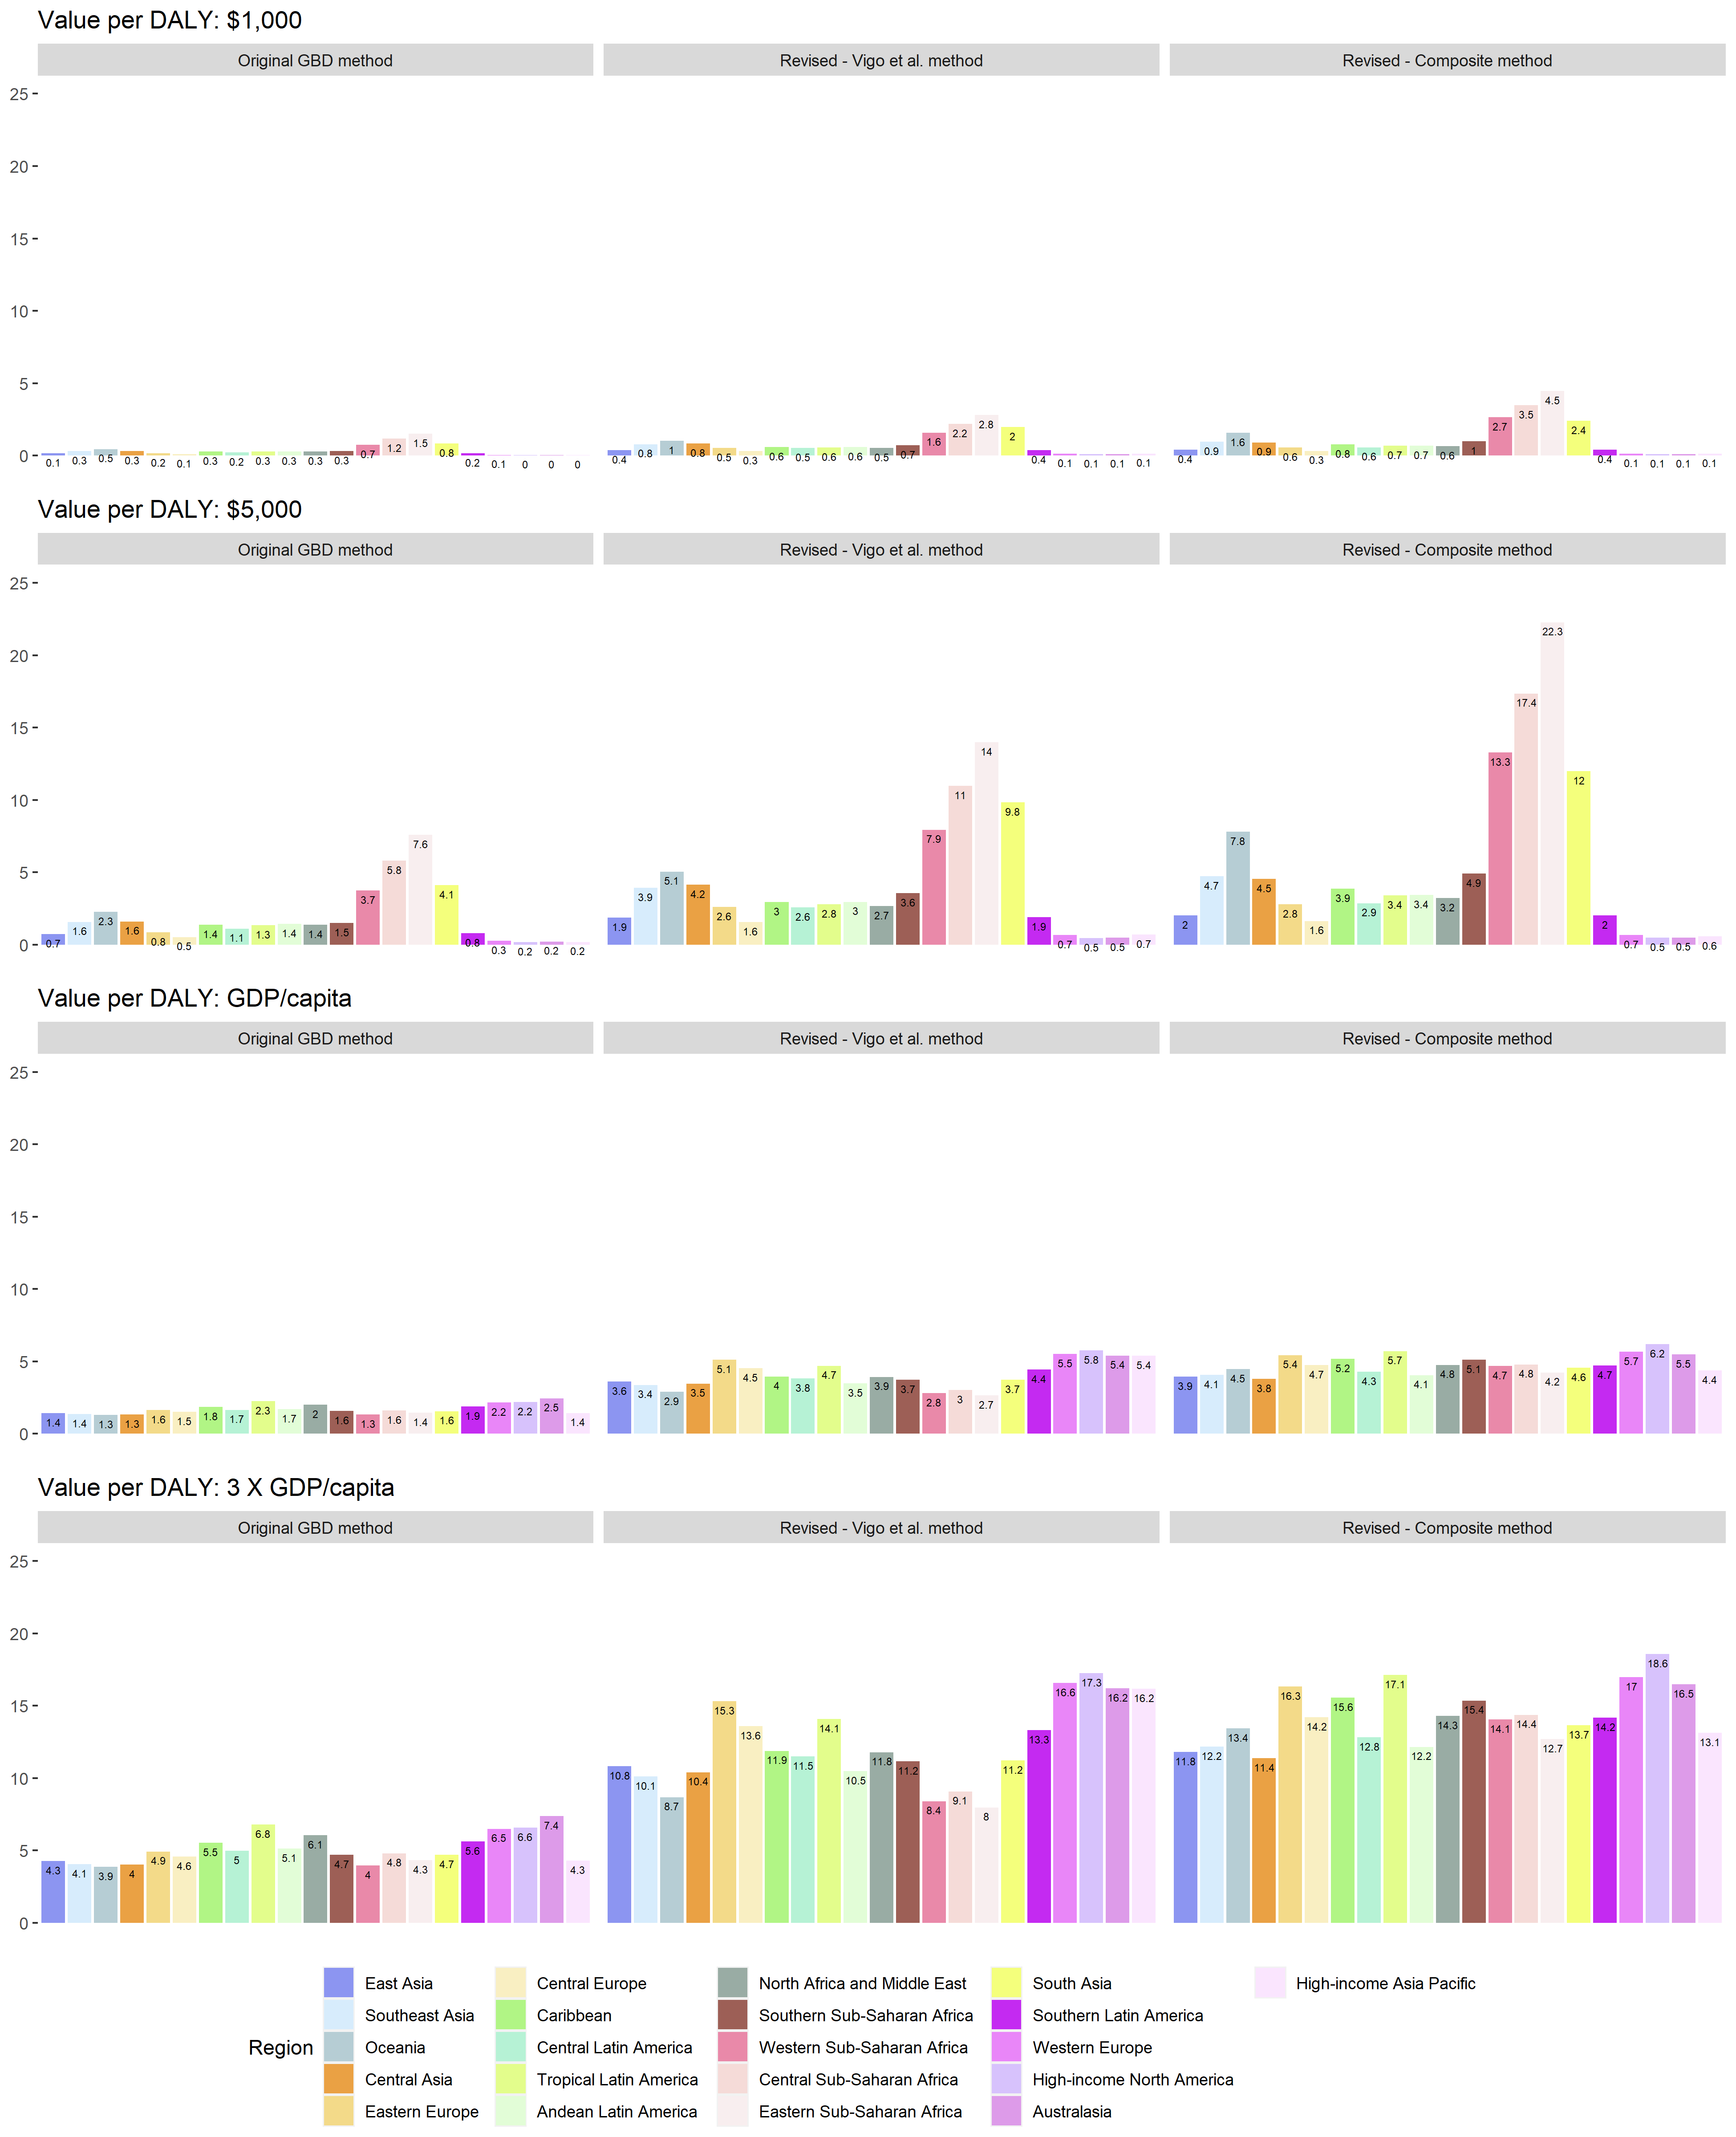 Value per DALY: $1,000
Original GBD method Revised - Vigo et al. method Revised - Composite method
25
20
15
10
5
0
0.1 0.3 0.5 0.3 0.2 0.1 0.3 0.2 0.3 0.3 0.3 0.3 0.7 1.2 1.5 0.8 0.2 0.1 0 0 0
0.4 0.8 1 0.8 0.5 0.3 0.6 0.5 0.6 0.6 0.5 0.7 1.6 2.2 2.8 2 0.4 0.1 0.1 0.1 0.1
0.4 0.9 1.6 0.9 0.6 0.3 0.8 0.6 0.7 0.7 0.6 1 2.7 3.5 4.5 2.4 0.4 0.1 0.1 0.1 0.1
Value per DALY: $5,000
Original GBD method Revised - Vigo et al. method Revised - Composite method
25
20
15
10
5
0
0.7 1.6 2.3 1.6 0.8 0.5 1.4 1.1 1.3 1.4 1.4 1.5 3.7 5.8 7.6 4.1 0.8 0.3 0.2 0.2 0.2
1.9 3.9 5.1 4.2 2.6 1.6 3 2.6 2.8 3 2.7 3.6 7.9 11 14 9.8 1.9 0.7 0.5 0.5 0.7
2 4.7 7.8 4.5 2.8 1.6 3.9 2.9 3.4 3.4 3.2 4.9 13.3 17.4 22.3 12 2 0.7 0.5 0.5 0.6
Value per DALY: GDP/capita
Original GBD method Revised - Vigo et al. method Revised - Composite method
25
20
15
10
5
0
1.4 1.4 1.3 1.3 1.6 1.5 1.8 1.7 2.3 1.7 2 1.6 1.3 1.6 1.4 1.6 1.9 2.2 2.2 2.5 1.4
3.6 3.4 2.9 3.5 5.1 4.5 4 3.8 4.7 3.5 3.9 3.7 2.8 3 2.7 3.7 4.4 5.5 5.8 5.4 5.4
3.9 4.1 4.5 3.8 5.4 4.7 5.2 4.3 5.7 4.1 4.8 5.1 4.7 4.8 4.2 4.6 4.7 5.7 6.2 5.5 4.4
Value per DALY: 3 X GDP/capita
Original GBD method Revised - Vigo et al. method Revised - Composite method
25
20
15
10
5
0
4.3 4.1 3.9 4 4.9 4.6 5.5 5 6.8 5.1 6.1 4.7 4 4.8 4.3 4.7 5.6 6.5 6.6 7.4 4.3
10.8 10.1 8.7 10.4 15.3 13.6 11.9 11.5 14.1 10.5 11.8 11.2 8.4 9.1 8 11.2 13.3 16.6 17.3 16.2 16.2
11.8 12.2 13.4 11.4 16.3 14.2 15.6 12.8 17.1 12.2 14.3 15.4 14.1 14.4 12.7 13.7 14.2 17 18.6 16.5 13.1
Region
East Asia
Southeast Asia
Oceania
Central Asia
Eastern Europe
Central Europe
Caribbean
Central Latin America
Tropical Latin America
Andean Latin America
North Africa and Middle East
Southern Sub-Saharan Africa
Western Sub-Saharan Africa
Central Sub-Saharan Africa
Eastern Sub-Saharan Africa
South Asia
Southern Latin America
Western Europe
High-income North America
Australasia
High-income Asia Pacific